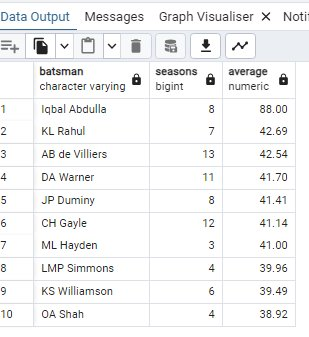 Data Output Messages Graph Visualiser × Notif
batsman seasons average
character varying bigint numeric
1 Iqbal Abdulla 8 88.00
2 KL Rahul 7 42.69
3 AB de Villiers 13 42.54
4 DA Warner 11 41.70
5 JP Duminy 8 41.41
6 CH Gayle 12 41.14
7 ML Hayden 3 41.00
8 LMP Simmons 4 39.96
9 KS Williamson 6 39.49
10 OA Shah 4 38.92